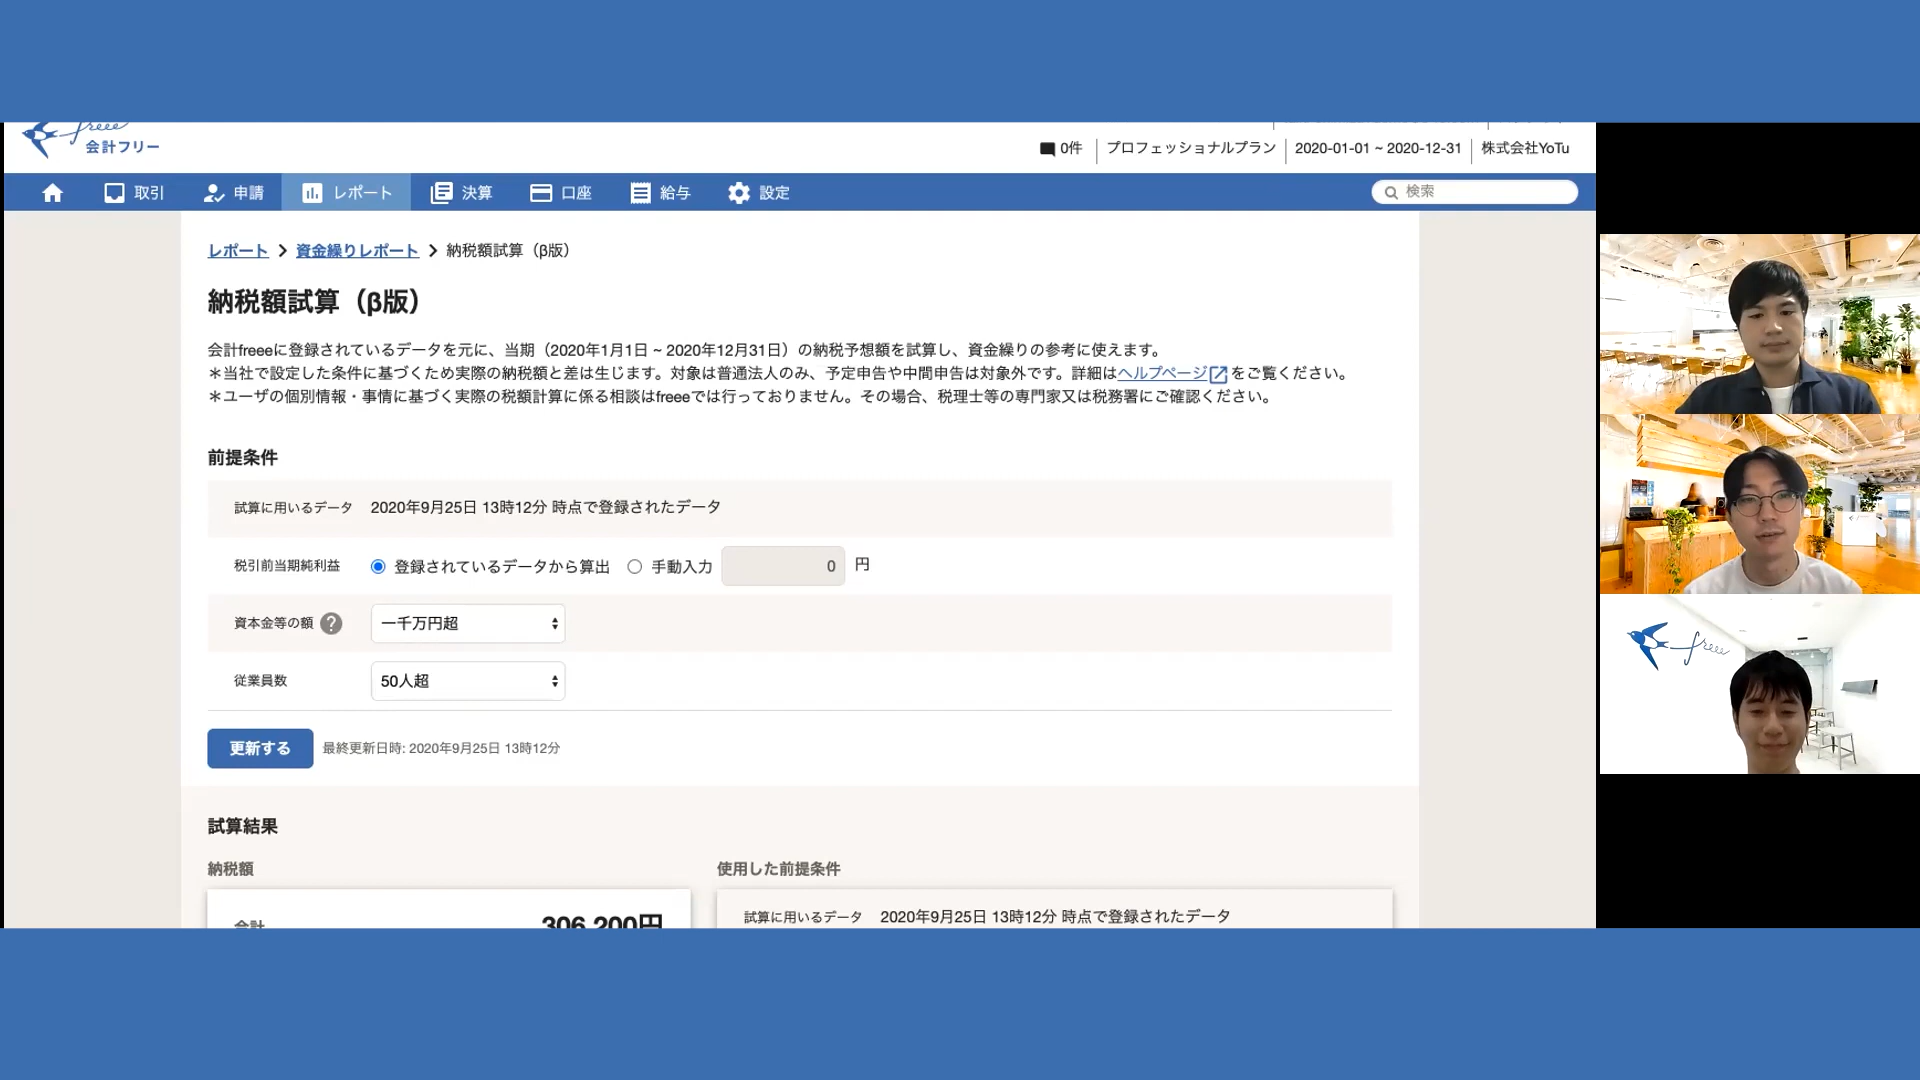 freee
会計フリー
0件
プロフェッショナルプラン
2020-01-01 ~ 2020-12-31
株式会社YoTu
取引
申請
レポート
決算
口座
給与
設定
検索
レポート > 資金繰りレポート > 納税額試算（β版）
納税額試算（β版）
会計freeeに登録されているデータを元に、当期（2020年1月1日 ~ 2020年12月31日）の納税予想額を試算し、資金繰りの参考に使えます。
＊当社で設定した条件に基づくため実際の納税額と差は生じます。対象は普通法人のみ、予定申告や中間申告は対象外です。詳細はヘルプページをご覧ください。
＊ユーザの個別情報・事情に基づく実際の税額計算に係る相談はfreeeでは行っておりません。その場合、税理士等の専門家又は税務署にご確認ください。
前提条件
試算に用いるデータ 2020年9月25日 13時12分 時点で登録されたデータ
税引前当期純利益 登録されているデータから算出 手動入力 0 円
資本金等の額 ? 一千万円超
従業員数 50人超
更新する 最終更新日時: 2020年9月25日 13時12分
試算結果
納税額
合計 306,200円
使用した前提条件
試算に用いるデータ 2020年9月25日 13時12分 時点で登録されたデータ
freee